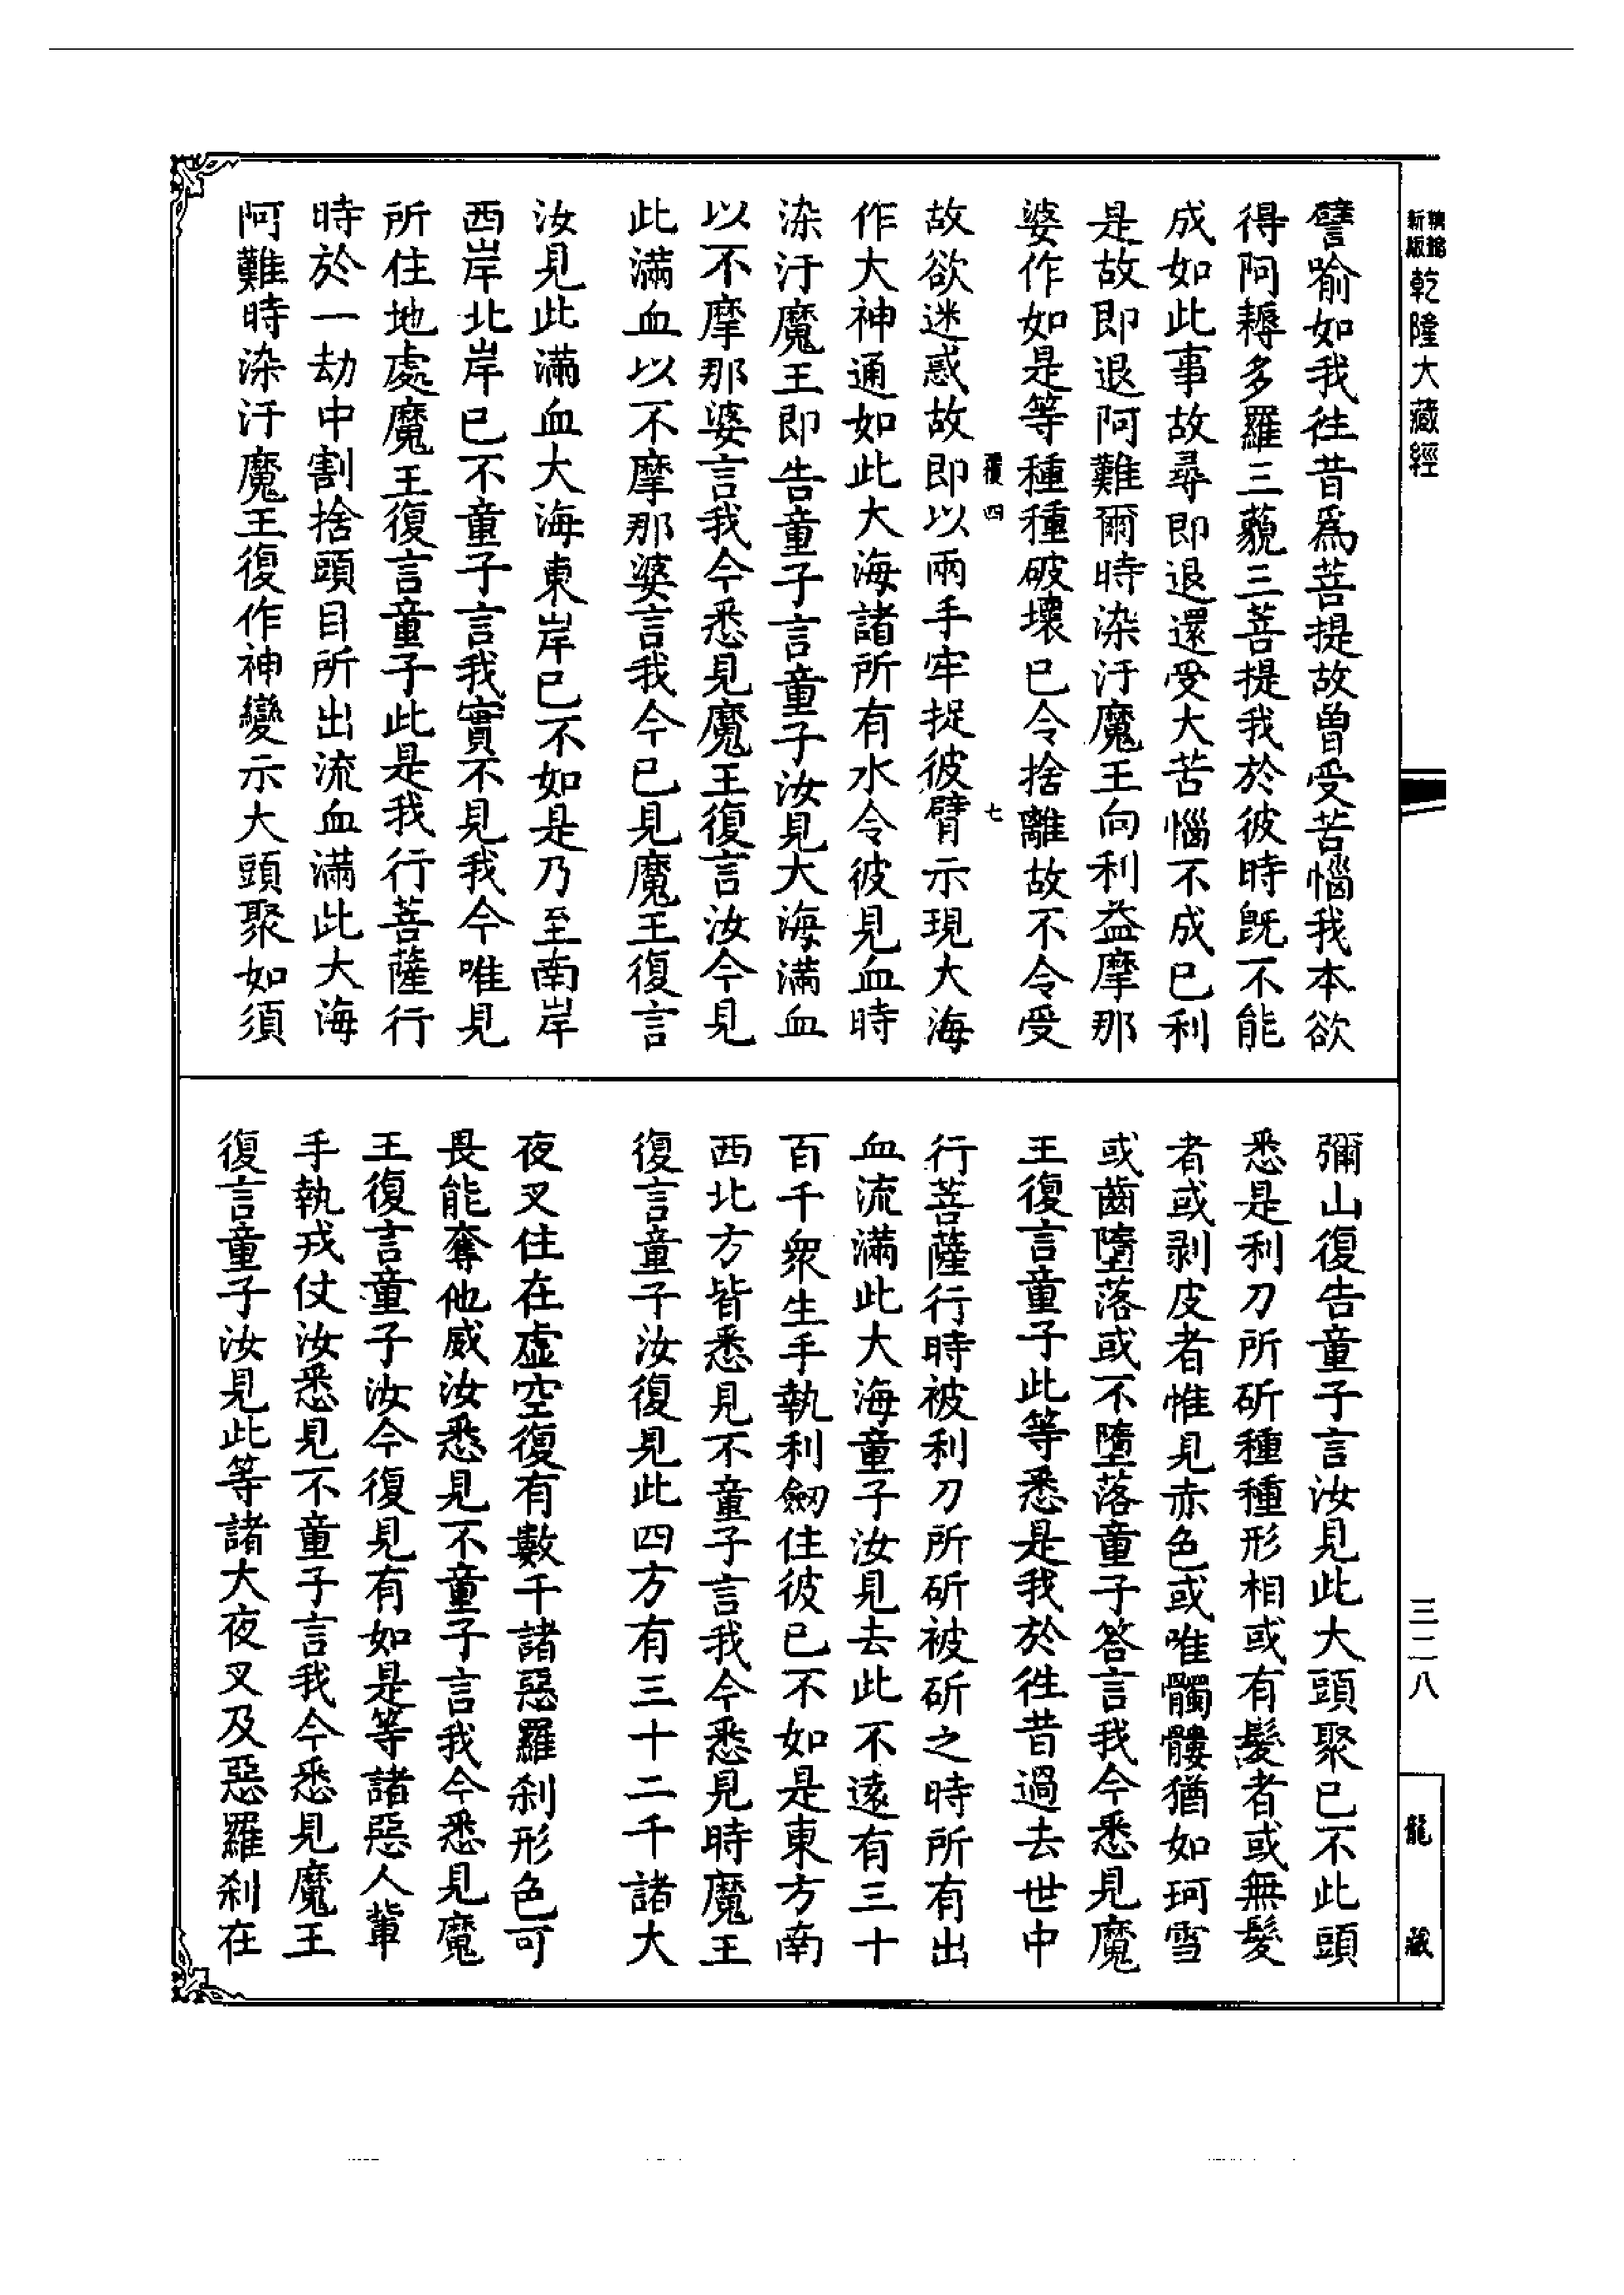 乾隆大藏經
譬喻如我往昔爲菩提故曾受苦惱我本欲
得阿耨多羅三藐三菩提我於彼時旣不能
成如此事故尋即退還受大苦惱不成已利
是故即退阿難爾時染汙魔王向利益摩那
婆作如是等種種破壞已令捨離故不令受
四
七
故欲迷惑故即以兩手牢捉彼臂示現大海
作大神通如此大海諸所有水令彼見血時
染汙魔王即告童子言童子汝見大海滿血
以不摩那婆言我今悉見魔王復言汝今見
此滿血以不摩那婆言我今已見魔王復言
汝見此滿血大海東岸已不如是乃至南岸
西岸北岸已不童子言我實不見我今唯見
所住地處魔王復言童子此是我行菩薩行
時於一劫中割捨頭目所出流血滿此大海
阿難時染汙魔王復作神變示大頭聚如須
彌山復告童子言汝見此大頭聚已不此頭
悉是利刀所斫種種形相或有髮者或無髮
者或剥皮者惟見赤色或唯髑髏猶如珂雪
或齒墮落或不墮落童子答言我今悉見魔
王復言童子此等悉是我於往昔過去世中
行菩薩行時被利刀所斫被斫之時所有出
血流滿此大海童子汝見去此不遠有三十
百千衆生手執利劒住彼已不如是東方南
西北方皆悉見不童子言我今悉見時魔王
復言童子汝復見此四方有三十二千諸大
夜叉住在虛空復有數千諸惡羅刹形色可
畏能奪他威汝悉見不童子言我今悉見魔
王復言童子汝今復見有如是等諸惡人輩
手執戎仗汝悉見不童子言我今悉見魔王
復言童子汝見此等諸大夜叉及惡羅刹在
三二八
龍藏